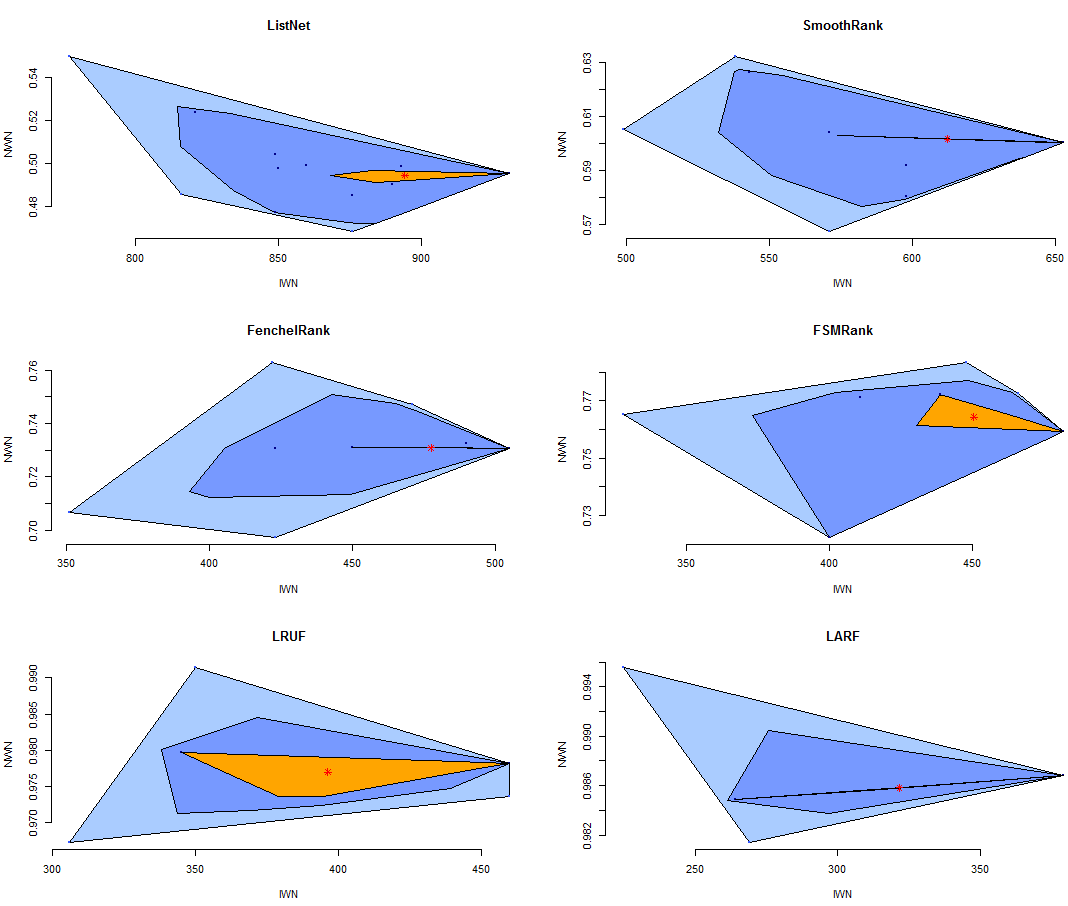 ListNet
NWN
0.54
0.52
0.50
0.48
800
850
900
IWN
SmoothRank
NWN
0.63
0.61
0.59
0.57
500
550
600
650
IWN
FenchelRank
NWN
0.76
0.74
0.72
0.70
350
400
450
500
IWN
FSMRank
NWN
0.77
0.75
0.73
350
400
450
IWN
LRUF
NWN
0.990
0.985
0.980
0.975
0.970
300
350
400
450
IWN
LARF
NWN
0.994
0.990
0.986
0.982
250
300
350
IWN